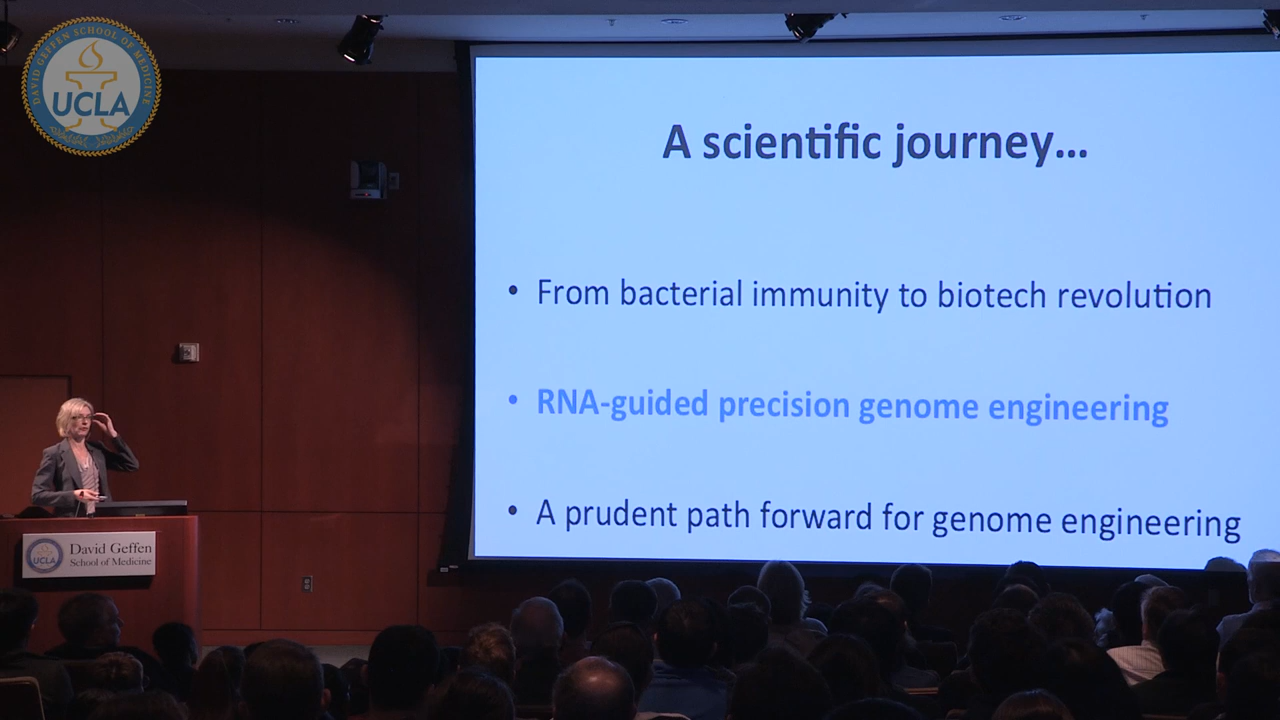 DAVID GEFFEN SCHOOL OF MEDICINE
UCLA
A scientific journey...
• From bacterial immunity to biotech revolution
• RNA-guided precision genome engineering
• A prudent path forward for genome engineering
UCLA
David Geffen
School of Medicine